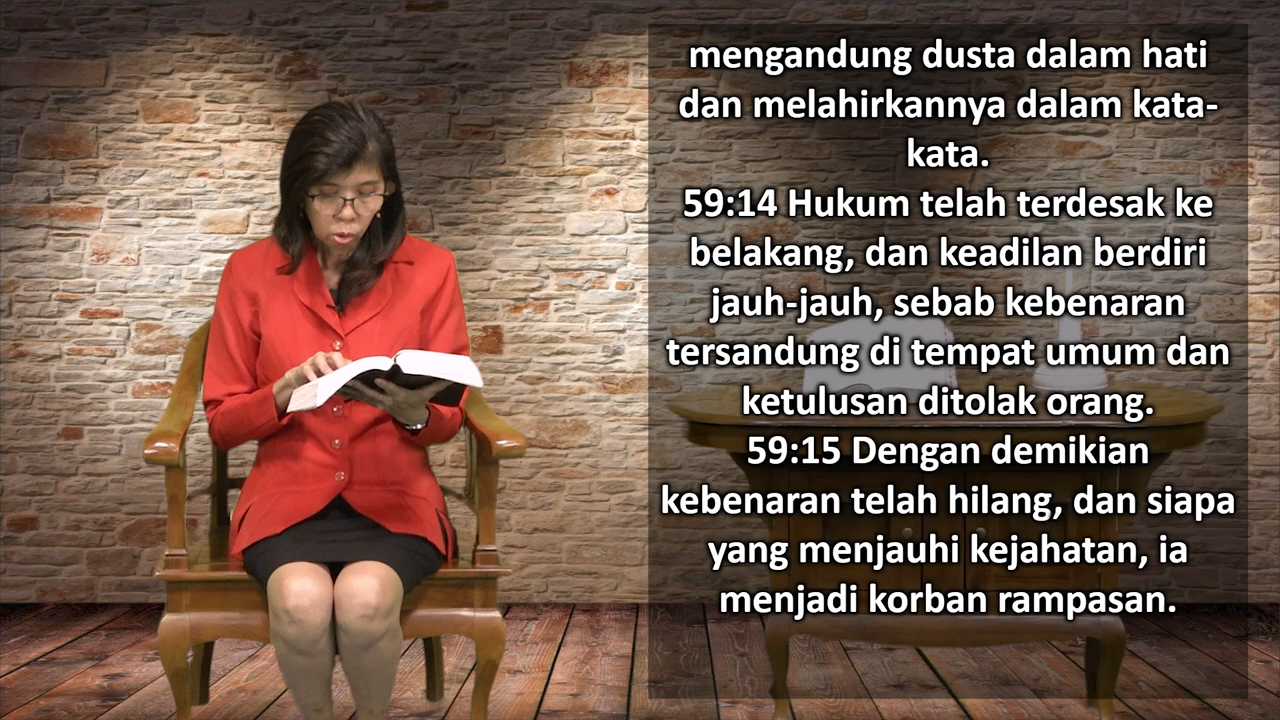 mengandung dusta dalam hati
dan melahirkannya dalam kata-
kata.
59:14 Hukum telah terdesak ke
belakang, dan keadilan berdiri
jauh-jauh, sebab kebenaran
tersandung di tempat umum dan
ketulusan ditolak orang.
59:15 Dengan demikian
kebenaran telah hilang, dan siapa
yang menjauhi kejahatan, ia
menjadi korban rampasan.